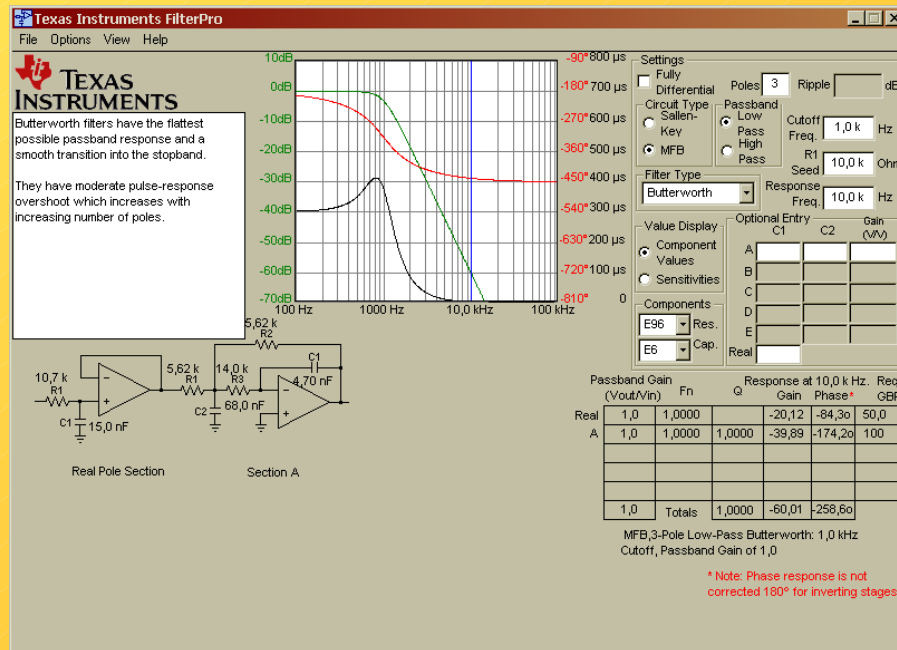 Texas Instruments FilterPro
File Options View Help
TEXAS
INSTRUMENTS
Butterworth filters have the flattest
possible passband response and a
smooth transition into the stopband.
They have moderate pulse-response
overshoot which increases with
increasing number of poles.
10dB
0dB
-10dB
-20dB
-30dB
-40dB
-50dB
-60dB
-70dB
100 Hz 1000 Hz 10,0 kHz 100 kHz
-90° 800 µs
-180° 700 µs
-270° 600 µs
-360° 500 µs
-450° 400 µs
-540° 300 µs
-630° 200 µs
-720° 100 µs
-810° 0
Settings
Fully
Differential
Poles 3 Ripple dB
Circuit Type
Sallen-
Key
MFB
Passband
Low
Pass
High
Pass
Cutoff
Freq. 1,0 k Hz
R1
Seed 10,0 k Ohm
Response
Freq. 10,0 k Hz
Filter Type
Butterworth
Value Display
Component
Values
Sensitivities
Components
E96 Res.
E6 Cap.
Optional Entry
C1 C2 Gain
(V/V)
A
B
C
D
E
Real
5,62 k
R2
10,7 k
R1
C1 15,0 nF
5,62 k
R1
14,0 k
R3
C1
4,70 nF
C2 68,0 nF
Real Pole Section
Section A
Passband Gain
(Vout/Vin) Fn Q Response at 10,0 k Hz.
Gain Phase* GBP
Real 1,0 1,0000 -20,12 -84,3o 50,0
A 1,0 1,0000 1,0000 -39,89 -174,2o 100
1,0 Totals 1,0000 -60,01 -258,6o
MFB,3-Pole Low-Pass Butterworth: 1,0 kHz
Cutoff, Passband Gain of 1,0
* Note: Phase response is not
corrected 180° for inverting stages